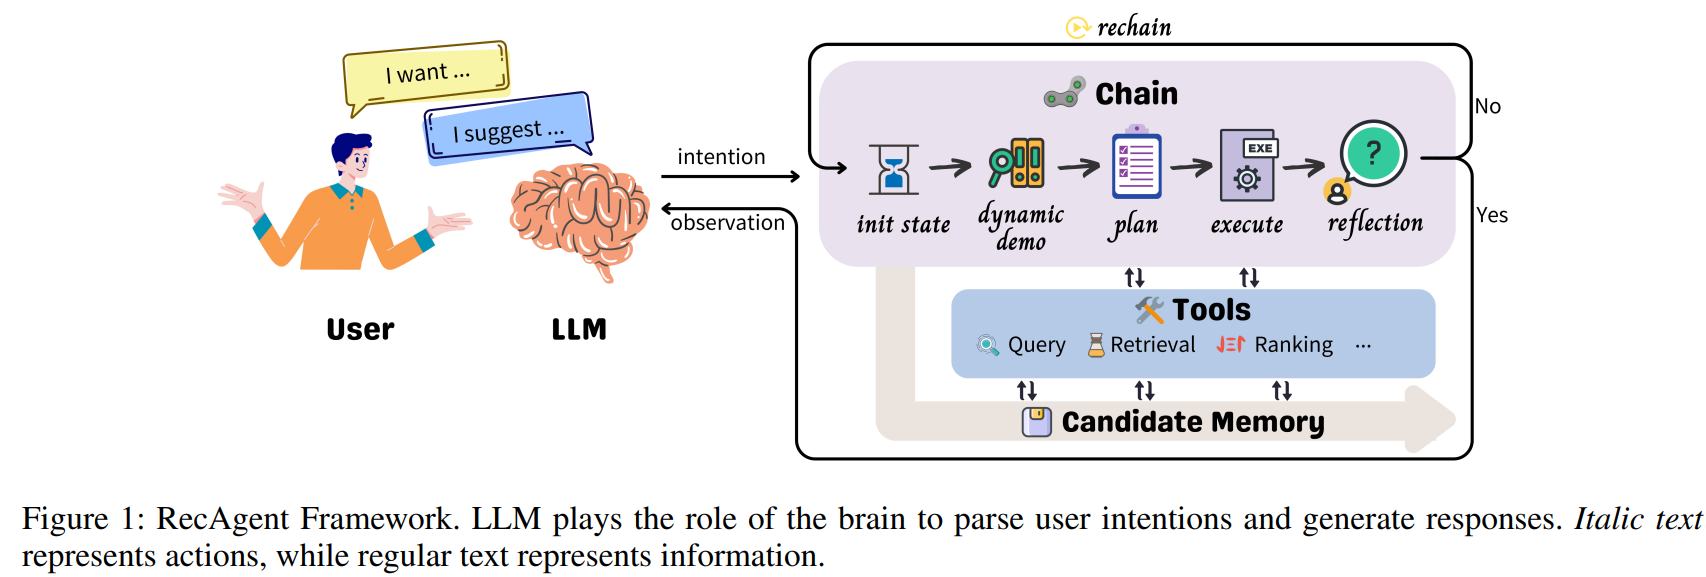 rechain
I want ...
I suggest ...
Chain
No
EXE
?
intention
observation
init state
dynamic
demo
plan
execute
reflection
Yes
Tools
Query
Retrieval
Ranking
...
User
LLM
Candidate Memory
Figure 1: RecAgent Framework. LLM plays the role of the brain to parse user intentions and generate responses. Italic text
represents actions, while regular text represents information.